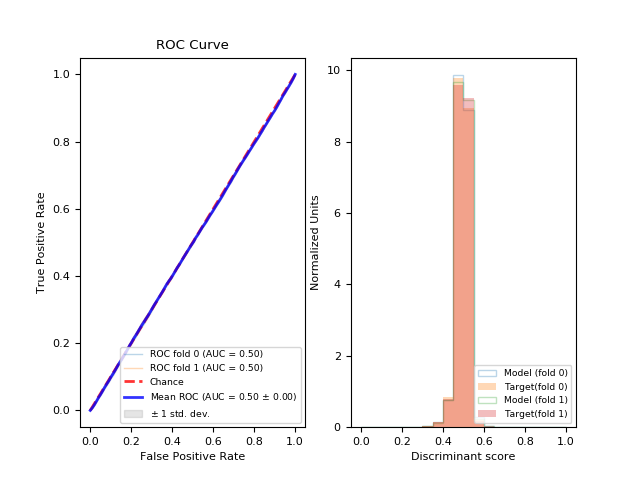 ROC Curve
True Positive Rate
1.0
0.8
0.6
0.4
0.2
0.0
0.0 0.2 0.4 0.6 0.8 1.0
False Positive Rate
ROC fold 0 (AUC = 0.50)
ROC fold 1 (AUC = 0.50)
Chance
Mean ROC (AUC = 0.50 ± 0.00)
± 1 std. dev.
Normalized Units
10
8
6
4
2
0
0.0 0.2 0.4 0.6 0.8 1.0
Discriminant score
Model (fold 0)
Target(fold 0)
Model (fold 1)
Target(fold 1)